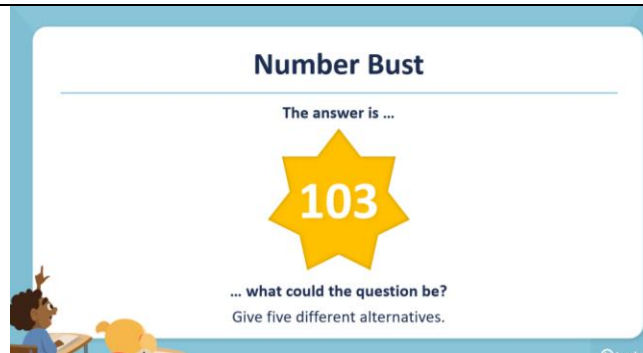 Number Bust
The answer is ...
103
... what could the question be?
Give five different alternatives.